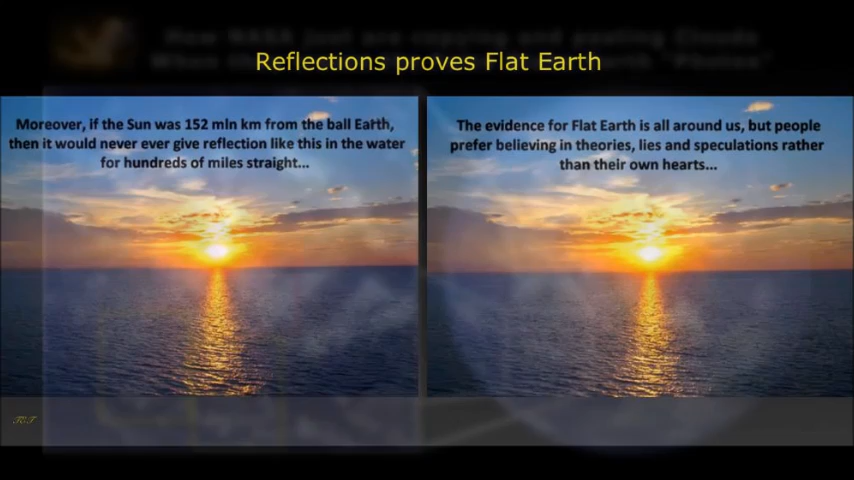 Reflections proves Flat Earth
Moreover, if the Sun was 152 mln km from the ball Earth,
then it would never ever give reflection like this in the water
for hundreds of miles straight...
The evidence for Flat Earth is all around us, but people
prefer believing in theories, lies and speculations rather
than their own hearts...